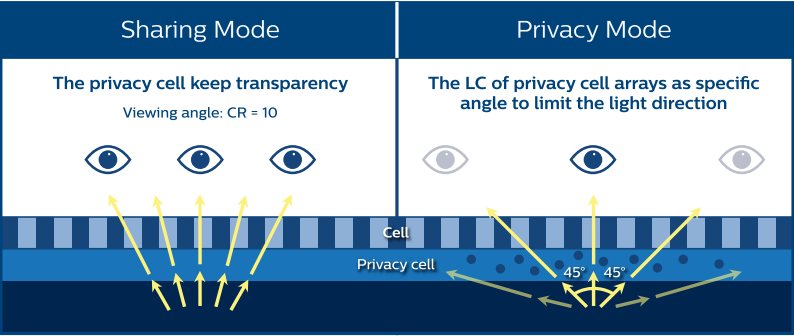 Sharing Mode
Privacy Mode
The privacy cell keep transparency
Viewing angle: CR = 10
The LC of privacy cell arrays as specific
angle to limit the light direction
Cell
Privacy cell
45° 45°